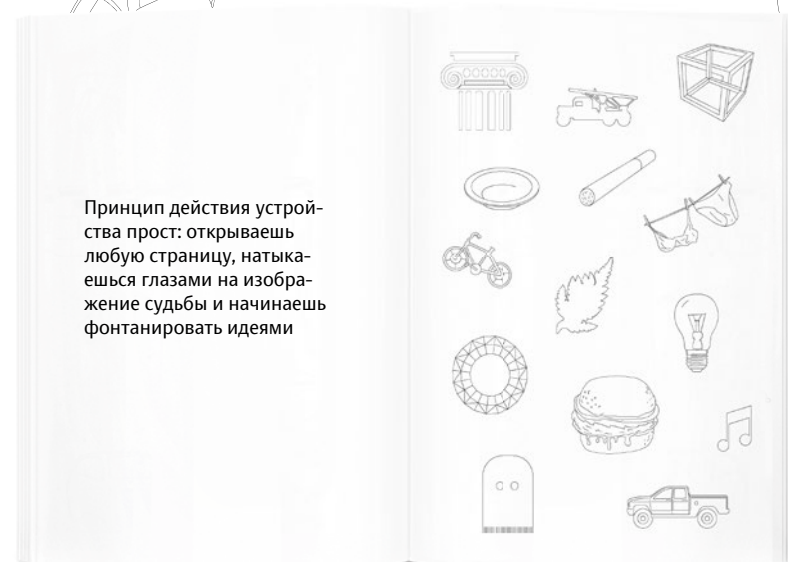 Принцип действия устрой-
ства прост: открываешь
любую страницу, натыка-
ешься глазами на изобра-
жение судьбы и начинаешь
фонтанировать идеями